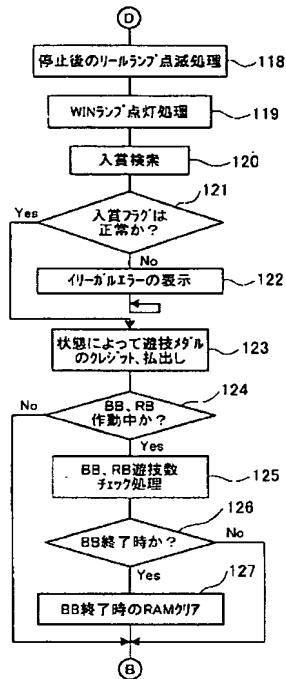 D
停止後のリールランプ点滅処理
118
WINランプ点灯処理
119
入賞検索
120
121
Yes
入賞フラグは
正常か？
No
イリーガルエラーの表示
122
状態によって遊技メダル
のクレジット、払出し
123
124
No
BB、RB
作動中か？
Yes
BB、RB遊技数
チェック処理
125
126
BB終了時か？
No
Yes
127
BB終了時のRAMクリア
B